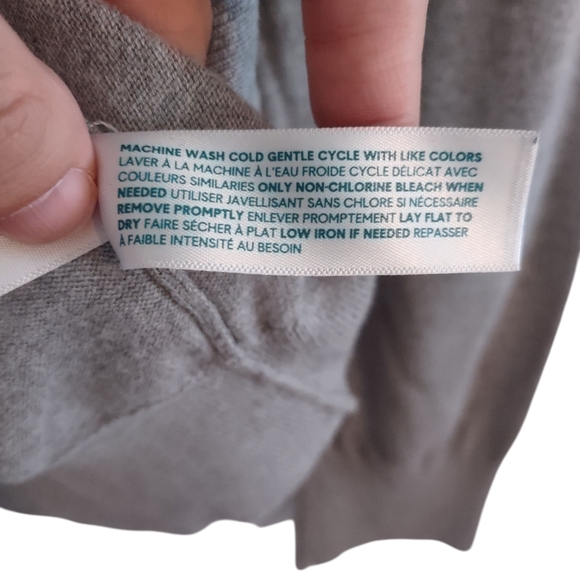 MACHINE WASH COLD GENTLE CYCLE WITH LIKE COLORS
LAVER À LA MACHINE À L'EAU FROIDE CYCLE DÉLICAT AVEC
COULEURS SIMILARIES ONLY NON-CHLORINE BLEACH WHEN
NEEDED UTILISER JAVELLISANT SANS CHLORE SI NÉCESSAIRE
REMOVE PROMPTLY ENLEVER PROMPTEMENT LAY FLAT TO
DRY FAIRE SÉCHER À PLAT LOW IRON IF NEEDED REPASSER
À FAIBLE INTENSITÉ AU BESOIN